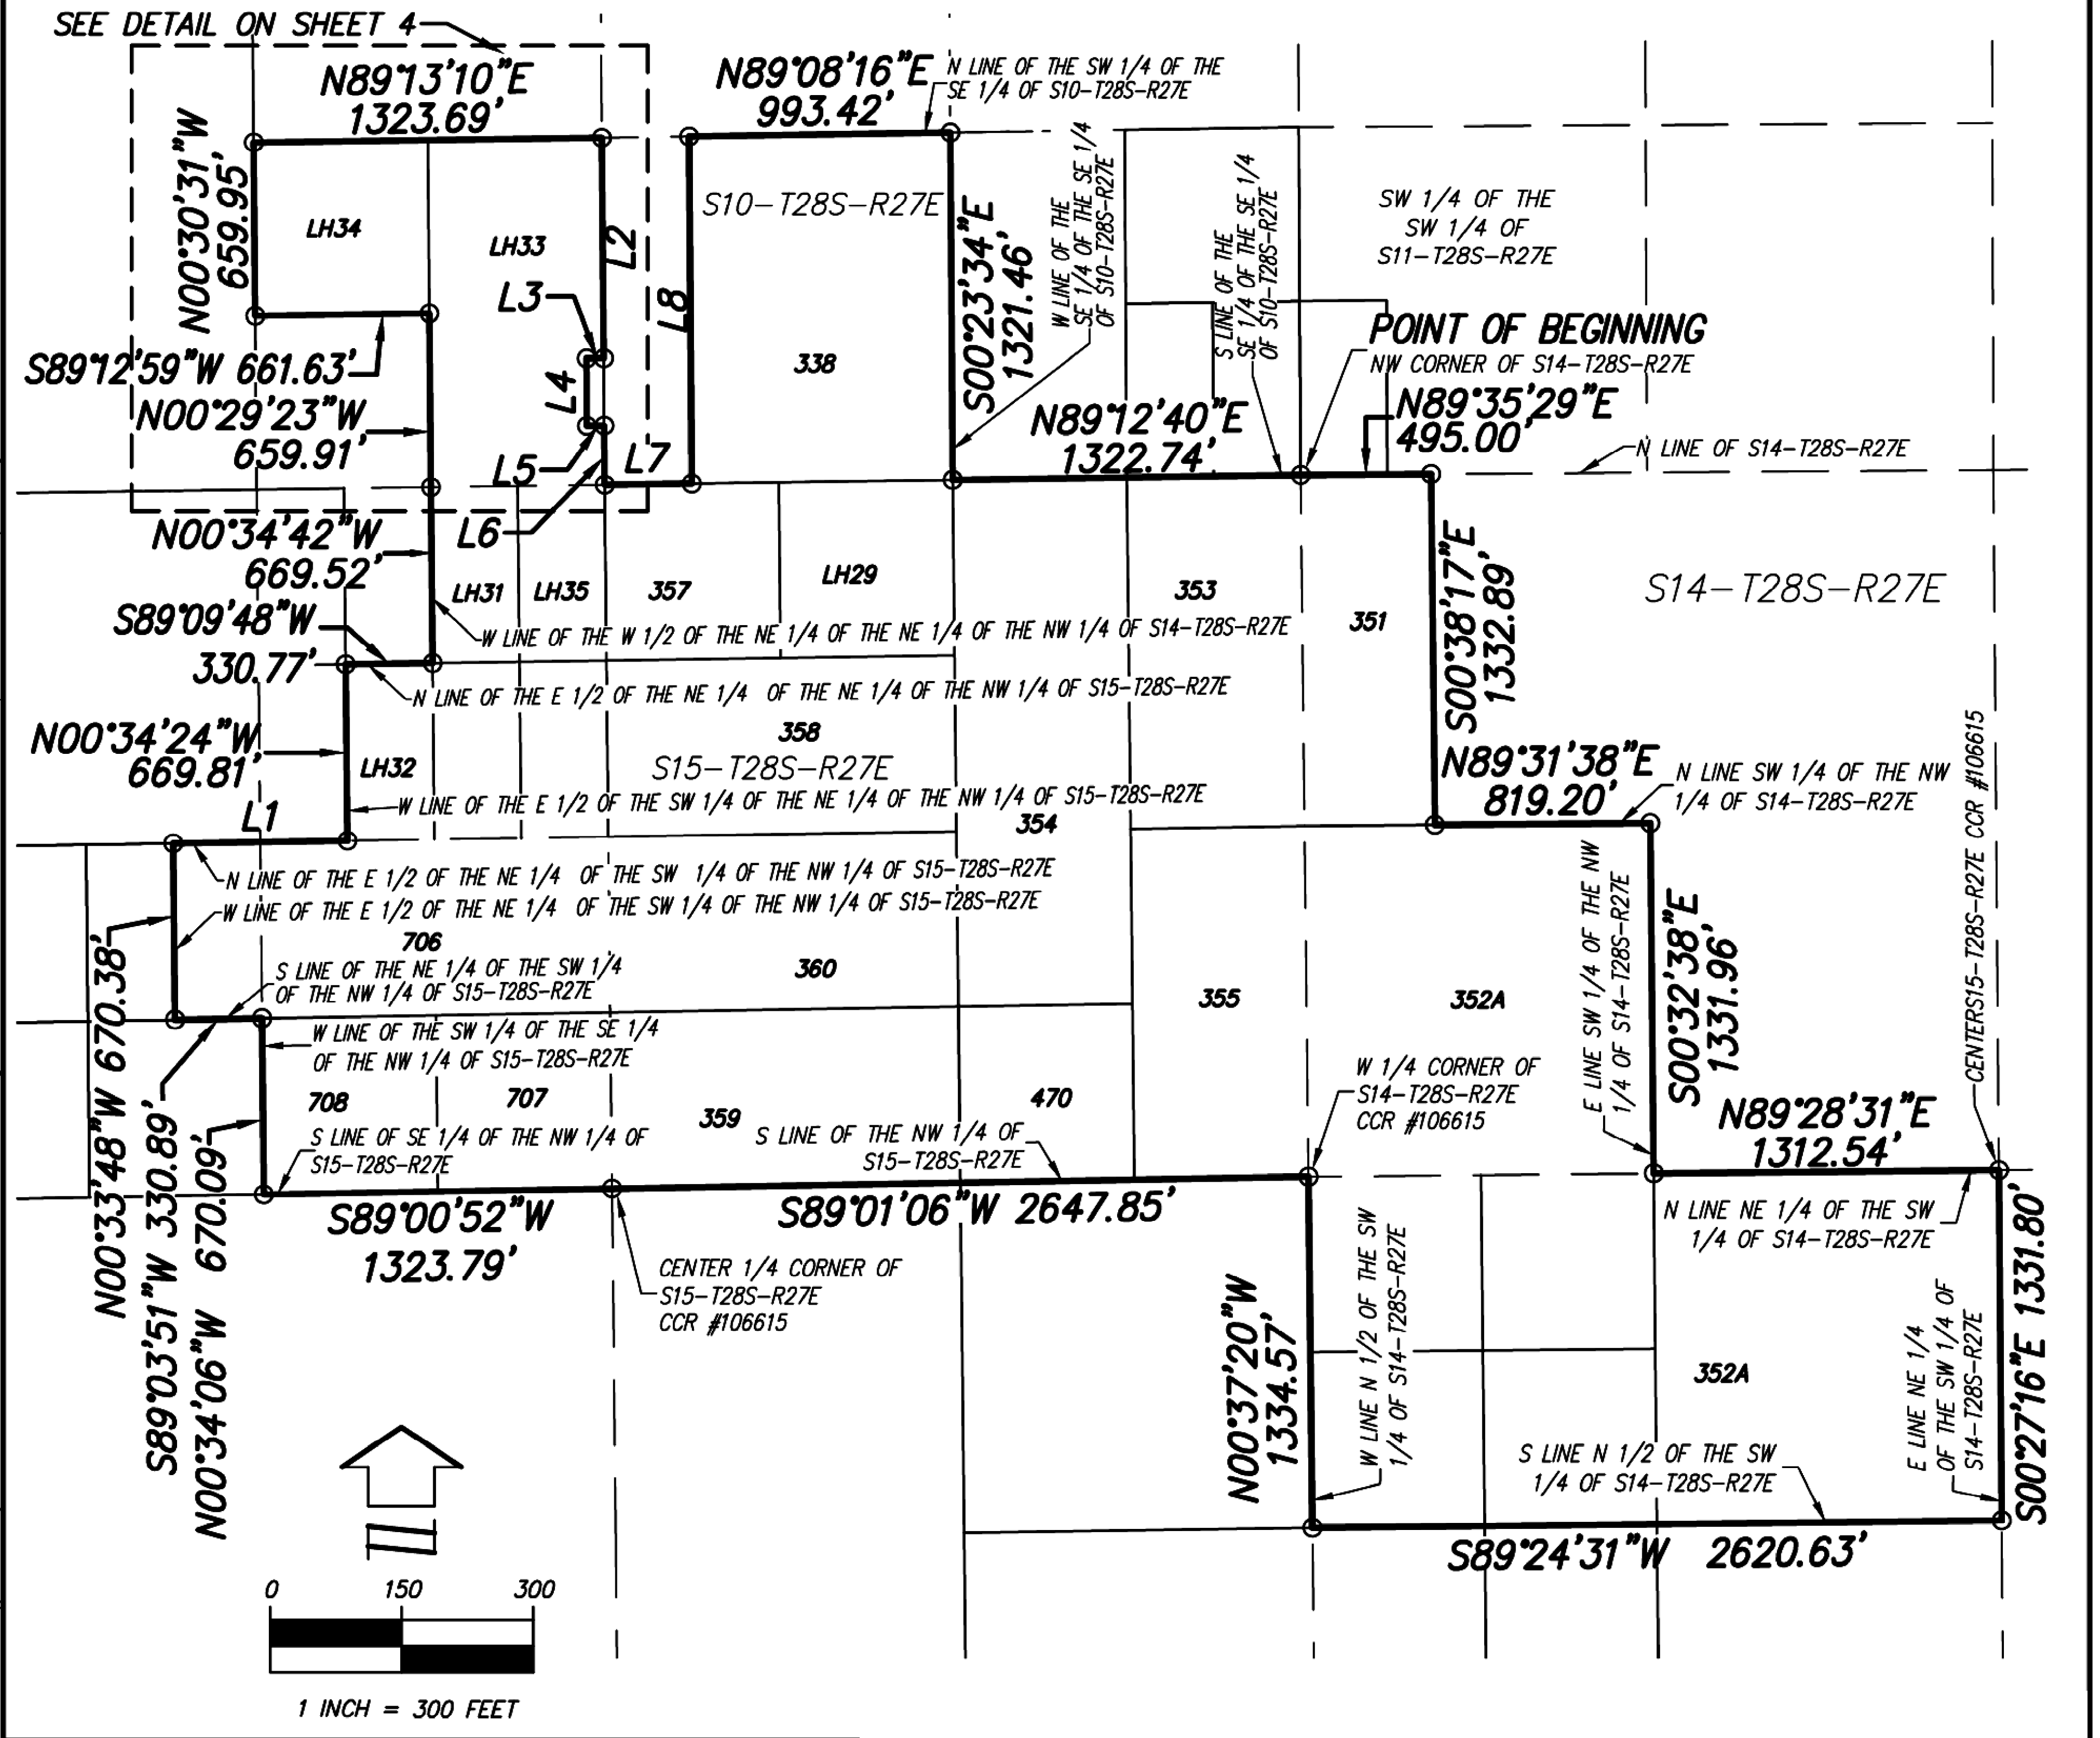 SEE DETAIL ON SHEET 4
N89°13'10"E
1323.69'
N89°08'16"E
993.42'
N LINE OF THE SW 1/4 OF THE
SE 1/4 OF S10-T28S-R27E
N00°30'31"W
659.95'
LH34
LH33
L2
L3
L4
L5
L6
L7
L8
S10-T28S-R27E
338
S00°23'34"E
1321.46'
W LINE OF THE
SE 1/4 OF THE SE 1/4
OF S10-T28S-R27E
S LINE OF THE
SE 1/4 OF THE SE 1/4
OF S10-T28S-R27E
SW 1/4 OF THE
SW 1/4 OF
S11-T28S-R27E
POINT OF BEGINNING
NW CORNER OF S14-T28S-R27E
S89°12'59"W 661.63'
N00°29'23"W
659.91'
N89°12'40"E
1322.74'
N89°35'29"E
495.00'
N LINE OF S14-T28S-R27E
N00°34'42"W
669.52'
S89°09'48"W
330.77'
LH31
LH35
357
LH29
353
351
S14-T28S-R27E
S00°38'17"E
1332.89'
W LINE OF THE W 1/2 OF THE NE 1/4 OF THE NE 1/4 OF THE NW 1/4 OF S14-T28S-R27E
N LINE OF THE E 1/2 OF THE NE 1/4 OF THE NE 1/4 OF THE NW 1/4 OF S15-T28S-R27E
N00°34'24"W
669.81'
LH32
358
S15-T28S-R27E
W LINE OF THE E 1/2 OF THE SW 1/4 OF THE NE 1/4 OF THE NW 1/4 OF S15-T28S-R27E
354
L1
N89°31'38"E
819.20'
N LINE SW 1/4 OF THE NW
1/4 OF S14-T28S-R27E
CENTERS15-T28S-R27E CCR #106615
N LINE OF THE E 1/2 OF THE NE 1/4 OF THE SW 1/4 OF THE NW 1/4 OF S15-T28S-R27E
W LINE OF THE E 1/2 OF THE NE 1/4 OF THE SW 1/4 OF THE NW 1/4 OF S15-T28S-R27E
706
S LINE OF THE NE 1/4 OF THE SW 1/4
OF THE NW 1/4 OF S15-T28S-R27E
360
355
352A
E LINE SW 1/4 OF THE NW
1/4 OF S14-T28S-R27E
S00°32'38"E
1331.96'
W LINE OF THE SW 1/4 OF THE SE 1/4
OF THE NW 1/4 OF S15-T28S-R27E
N00°33'48"W 670.38'
S89°03'51"W 330.89'
N00°34'06"W 670.09'
708
707
359
470
S LINE OF SE 1/4 OF THE NW 1/4 OF
S15-T28S-R27E
S LINE OF THE NW 1/4 OF
S15-T28S-R27E
W 1/4 CORNER OF
S14-T28S-R27E
CCR #106615
N89°28'31"E
1312.54'
S89°00'52"W
1323.79'
S89°01'06"W 2647.85'
CENTER 1/4 CORNER OF
S15-T28S-R27E
CCR #106615
N LINE NE 1/4 OF THE SW
1/4 OF S14-T28S-R27E
N00°37'20"W
1334.57'
W LINE N 1/2 OF THE SW
1/4 OF S14-T28S-R27E
352A
E LINE NE 1/4
OF THE SW 1/4 OF
S14-T28S-R27E
S00°27'16"E 1331.80'
S LINE N 1/2 OF THE SW
1/4 OF S14-T28S-R27E
S89°24'31"W 2620.63'
0 150 300
1 INCH = 300 FEET